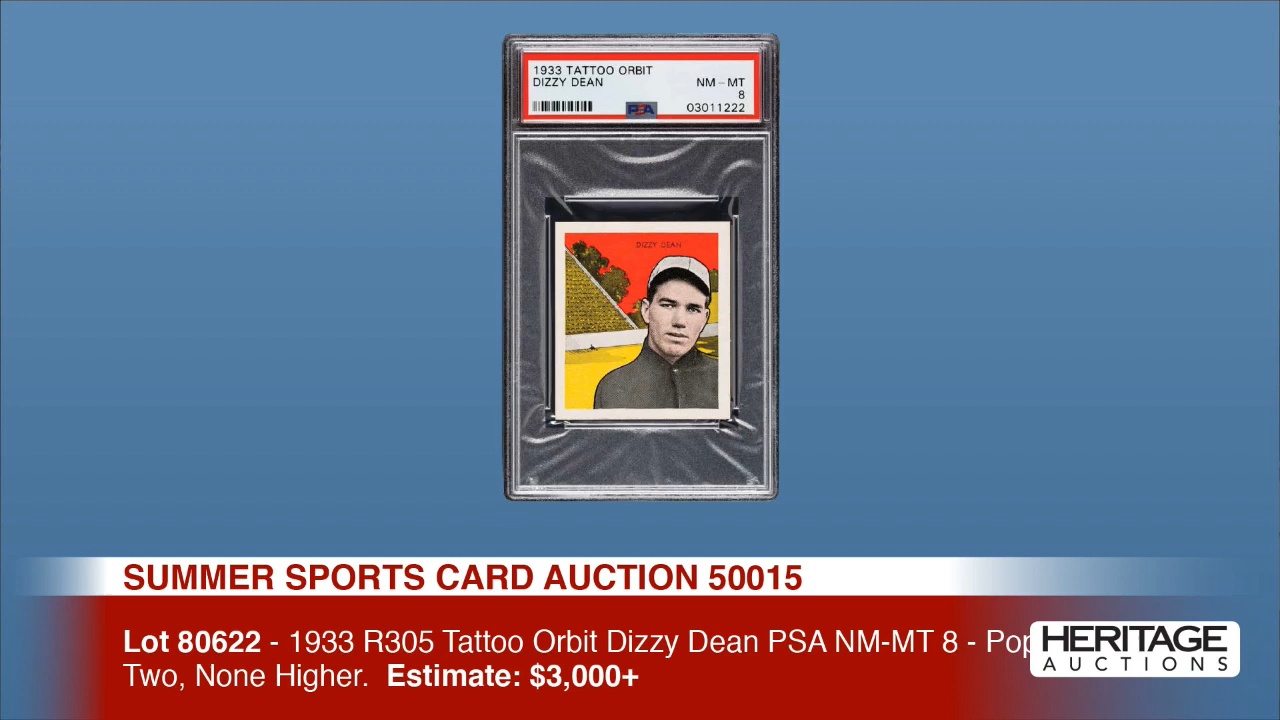 1933 TATTOO ORBIT
DIZZY DEAN NM-MT
8
PSA 03011222
DIZZY DEAN
SUMMER SPORTS CARD AUCTION 50015
Lot 80622 - 1933 R305 Tattoo Orbit Dizzy Dean PSA NM-MT 8 - Pop
Two, None Higher. Estimate: $3,000+
HERITAGE
AUCTIONS